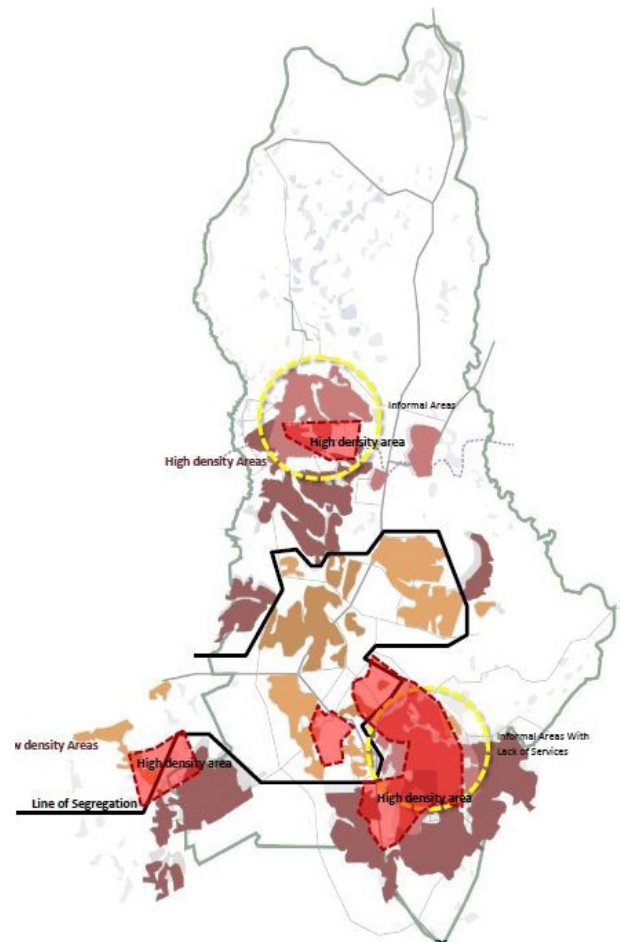 Informal Areas
High density area
High density Areas
w density Areas
High density area
Informal Areas With
Lack of Services
Line of Segregation
High density area